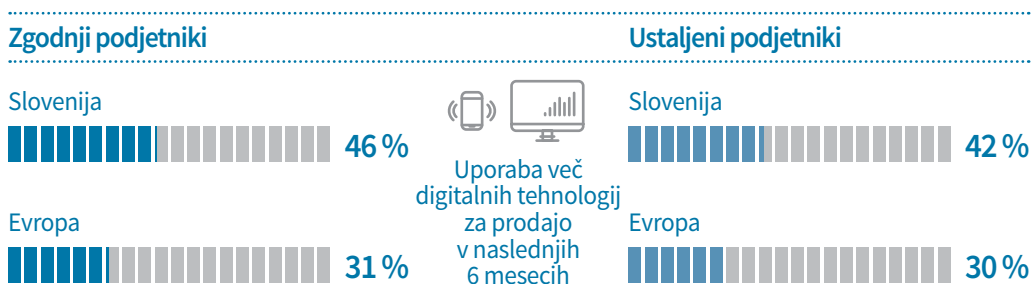 Zgodnji podjetniki
Slovenija
46 %
Evropa
31 %
Uporaba več
digitalnih tehnologij
za prodajo
v naslednjih
6 mesecih
Ustaljeni podjetniki
Slovenija
42 %
Evropa
30 %